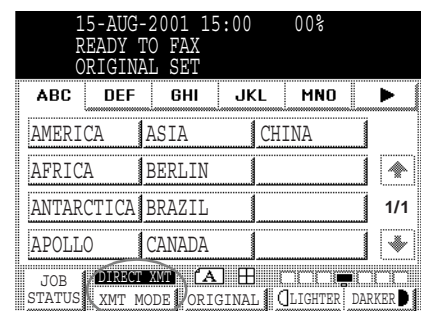 15-AUG-2001 15:00 00%
READY TO FAX
ORIGINAL SET
ABC DEF GHI JKL MNO
AMERICA ASIA CHINA
AFRICA BERLIN
ANTARCTICA BRAZIL 1/1
APOLLO CANADA
JOB STATUS
DIRECT XMT
XMT MODE
A
ORIGINAL
LIGHTER DARKER